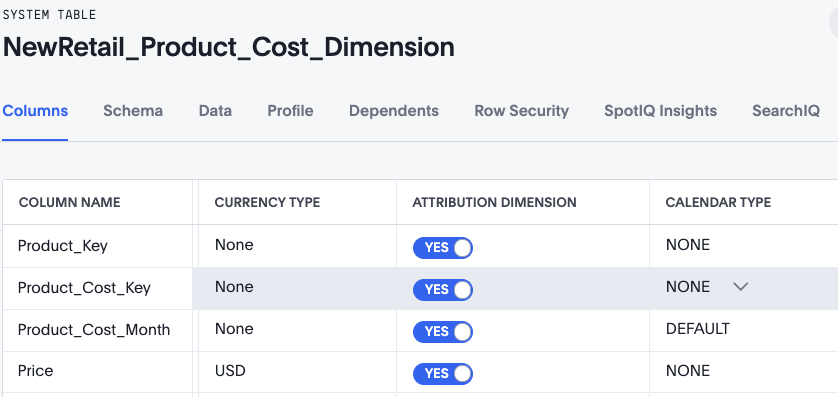 SYSTEM TABLE
NewRetail_Product_Cost_Dimension
Columns Schema Data Profile Dependents Row Security SpotIQ Insights SearchIQ
COLUMN NAME CURRENCY TYPE ATTRIBUTION DIMENSION CALENDAR TYPE
Product_Key None YES NONE
Product_Cost_Key None YES NONE
Product_Cost_Month None YES DEFAULT
Price USD YES NONE